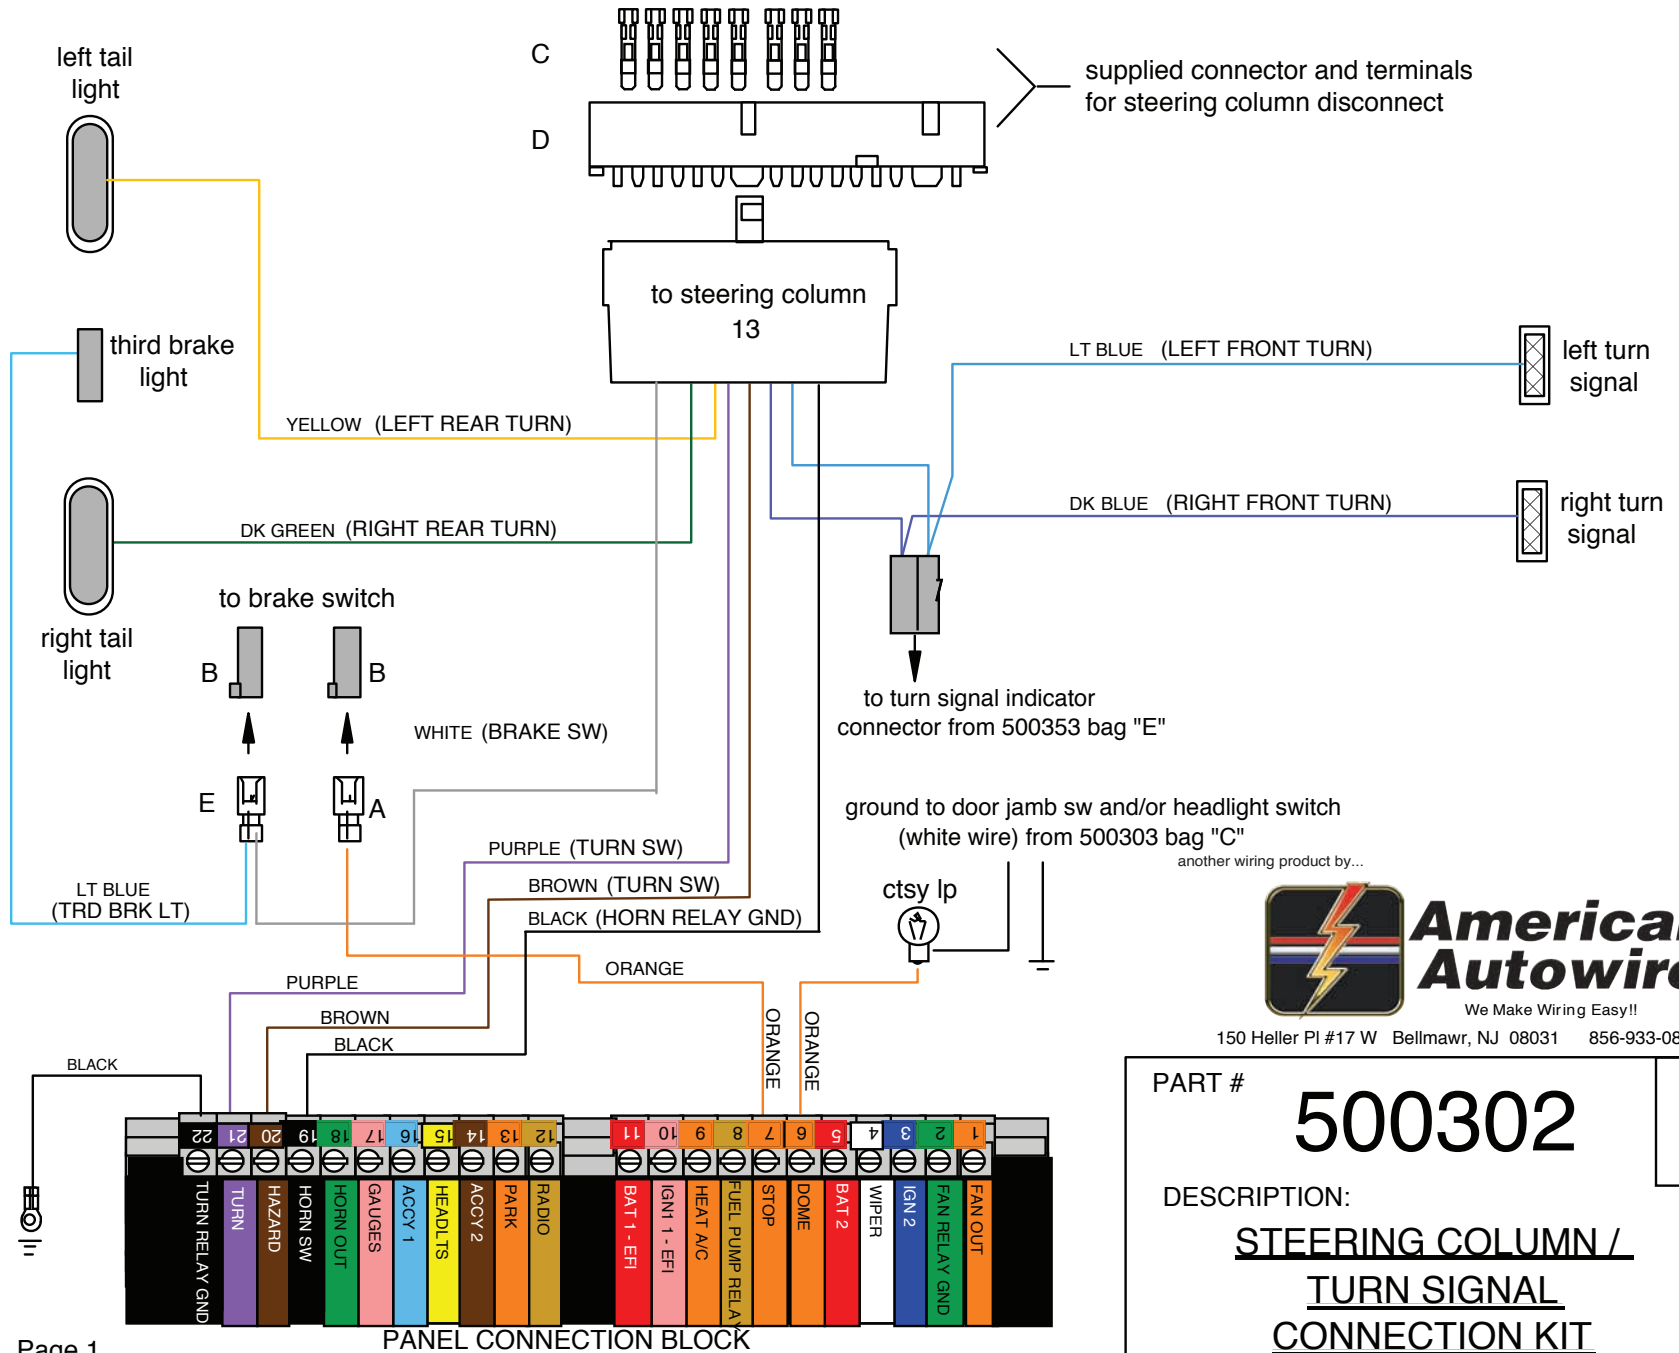 left tail
light
C
supplied connector and terminals
for steering column disconnect
D
to steering column
13
third brake
light
LT BLUE (LEFT FRONT TURN)
left turn
signal
YELLOW (LEFT REAR TURN)
DK GREEN (RIGHT REAR TURN)
DK BLUE (RIGHT FRONT TURN)
right turn
signal
to brake switch
right tail
light
B
B
to turn signal indicator
connector from 500353 bag "E"
WHITE (BRAKE SW)
E
A
ground to door jamb sw and/or headlight switch
(white wire) from 500303 bag "C"
another wiring product by...
PURPLE (TURN SW)
BROWN (TURN SW)
BLACK (HORN RELAY GND)
ctsy lp
LT BLUE
(TRD BRK LT)
ORANGE
PURPLE
BROWN
BLACK
BLACK
ORANGE
ORANGE
America
Autowir
We Make Wiring Easy!!
150 Heller Pl #17 W Bellmawr, NJ 08031 856-933-08
PART #
500302
DESCRIPTION:
STEERING COLUMN /
TURN SIGNAL
CONNECTION KIT
22 21 20 19 18 17 16 15 14 13 12 11 10 9 8 7 6 5 4 3 2 1
TURN RELAY GND
TURN
HAZARD
HORN SW
HORN OUT
GAUGES
ACCY 1
HEADLTS
ACCY 2
PARK
RADIO
BAT 1 - EFI
IGN1 1 - EFI
HEAT A/C
FUEL PUMP RELAY
STOP
DOME
BAT 2
WIPER
IGN 2
FAN RELAY GND
FAN OUT
PANEL CONNECTION BLOCK
Page 1